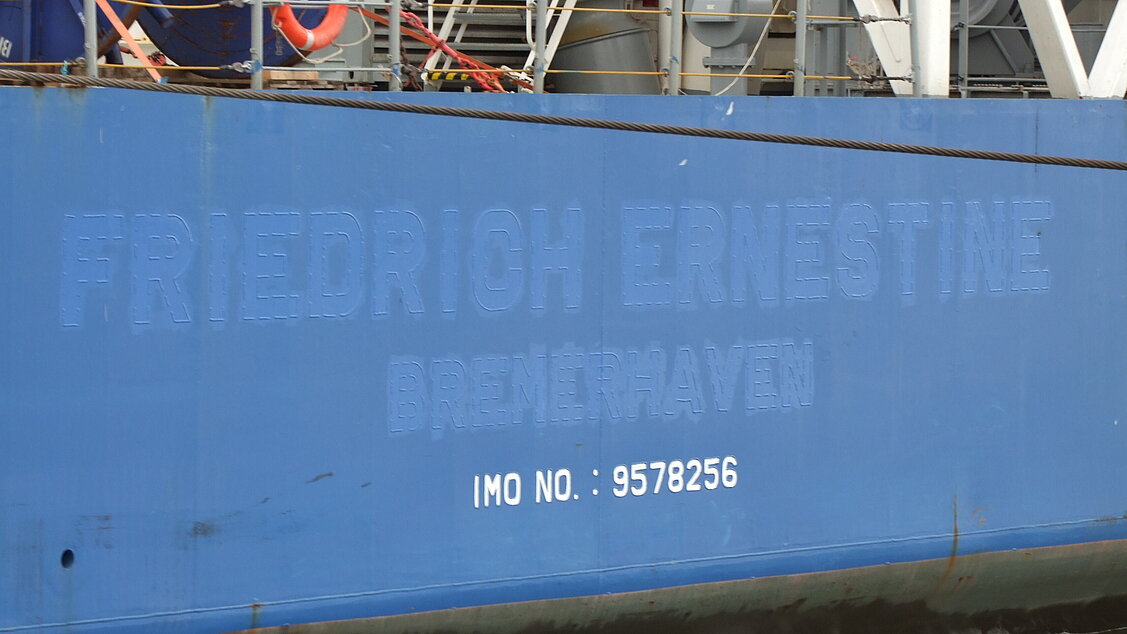 FRIEDRICH ERNESTINE
BREMERHAVEN
IMO NO. : 9578256